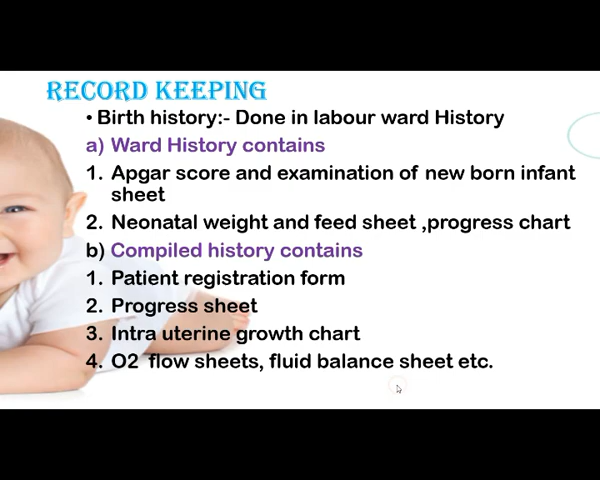 RECORD KEEPING
• Birth history:- Done in labour ward History
a) Ward History contains
1. Apgar score and examination of new born infant
sheet
2. Neonatal weight and feed sheet ,progress chart
b) Compiled history contains
1. Patient registration form
2. Progress sheet
3. Intra uterine growth chart
4. O2 flow sheets, fluid balance sheet etc.